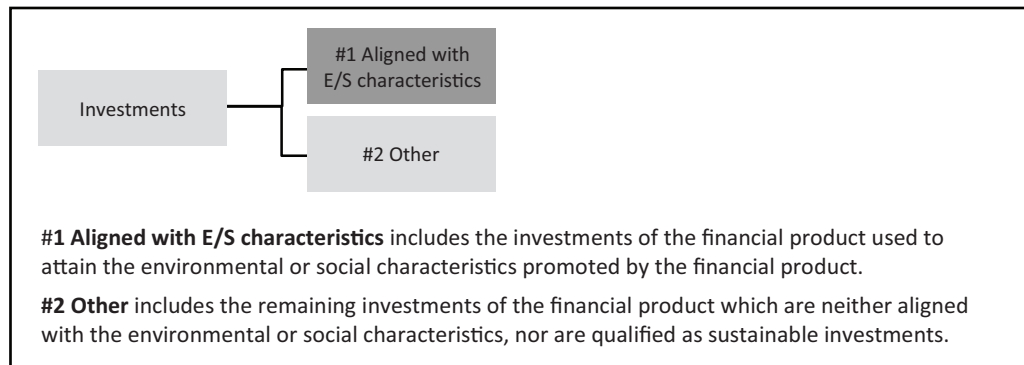 #1 Aligned with
E/S characteristics
Investments
#2 Other
#1 Aligned with E/S characteristics includes the investments of the financial product used to
attain the environmental or social characteristics promoted by the financial product.
#2 Other includes the remaining investments of the financial product which are neither aligned
with the environmental or social characteristics, nor are qualified as sustainable investments.